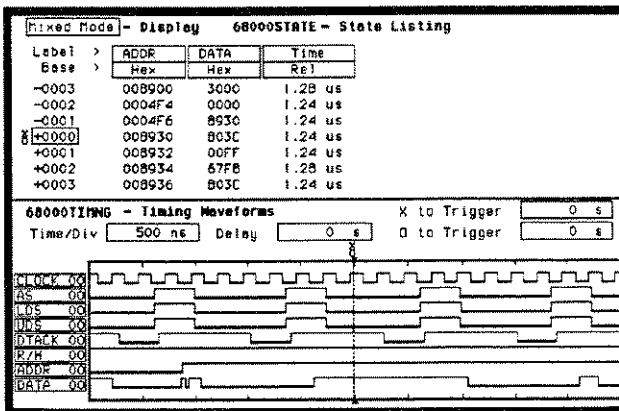 Mixed Mode - Display 68000STATE - State Listing
Label > ADDR DATA Time
Base > Hex Hex Rel
-0003 008900 3000 1.28 us
-0002 0004F4 0000 1.24 us
-0001 0004F6 8930 1.24 us
+0000 008930 B03C 1.24 us
+0001 008932 00FF 1.24 us
+0002 008934 67F8 1.28 us
+0003 008936 B03C 1.24 us
68000TIMNG - Timing Waveforms X to Trigger 0 s
Time/Div 500 ns Delay 0 s O to Trigger 0 s
CLOCK 00
AS 00
LDS 00
UDS 00
DTACK 00
R/W 00
ADDR 00
DATA 00